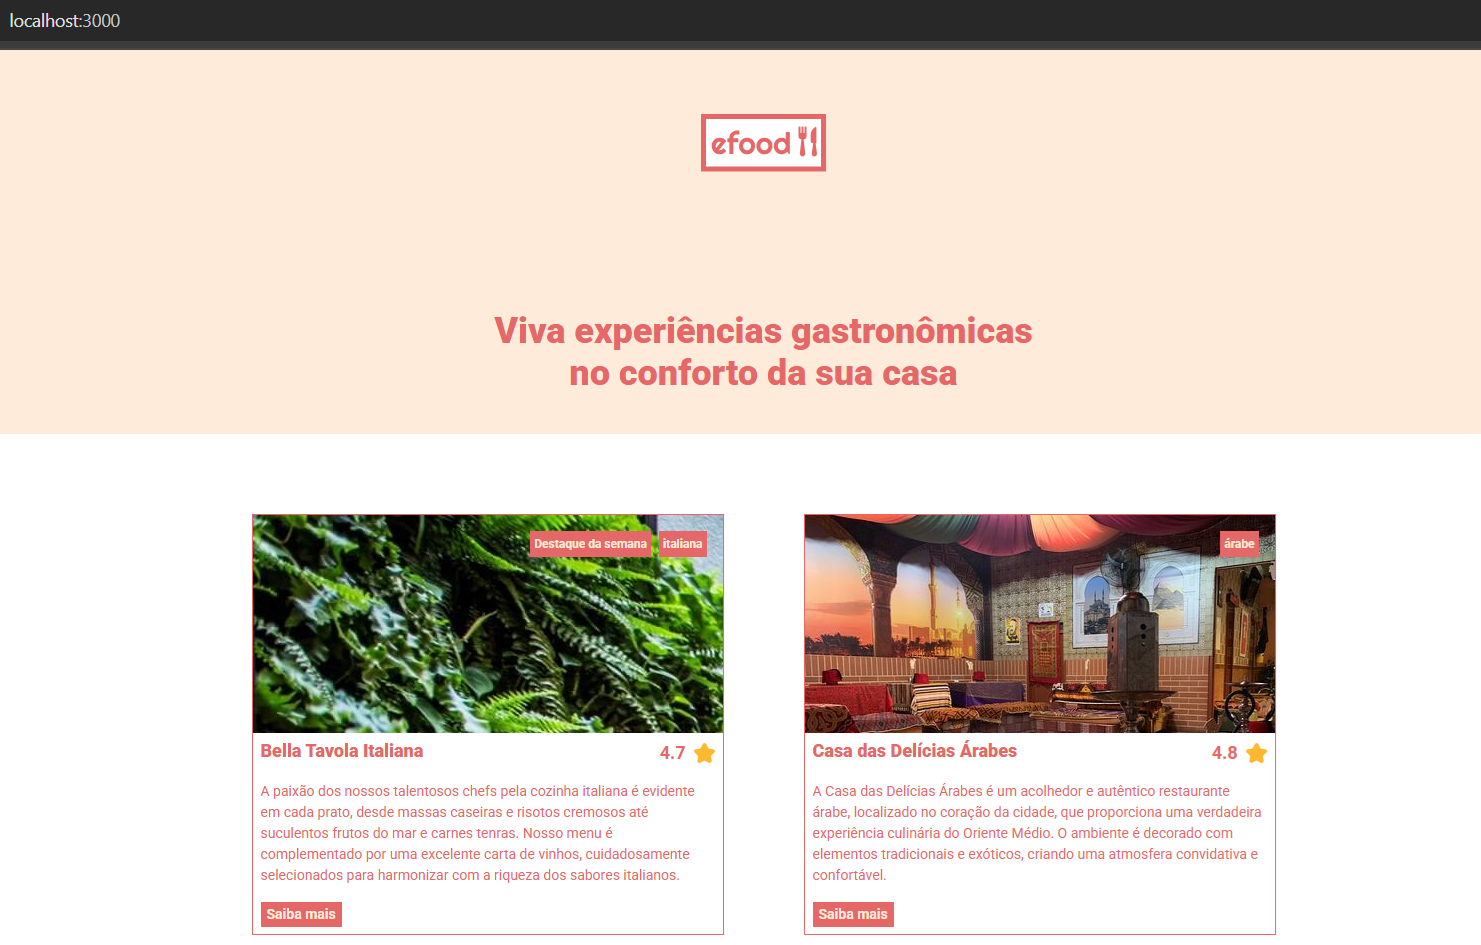 localhost:3000
efood
Viva experiências gastronômicas
no conforto da sua casa
Destaque da semana
italiana
Bella Tavola Italiana
4.7
A paixão dos nossos talentosos chefs pela cozinha italiana é evidente
em cada prato, desde massas caseiras e risotos cremosos até
suculentos frutos do mar e carnes tenras. Nosso menu é
complementado por uma excelente carta de vinhos, cuidadosamente
selecionados para harmonizar com a riqueza dos sabores italianos.
Saiba mais
árabe
Casa das Delícias Árabes
4.8
A Casa das Delícias Árabes é um acolhedor e autêntico restaurante
árabe, localizado no coração da cidade, que proporciona uma verdadeira
experiência culinária do Oriente Médio. O ambiente é decorado com
elementos tradicionais e exóticos, criando uma atmosfera convidativa e
confortável.
Saiba mais